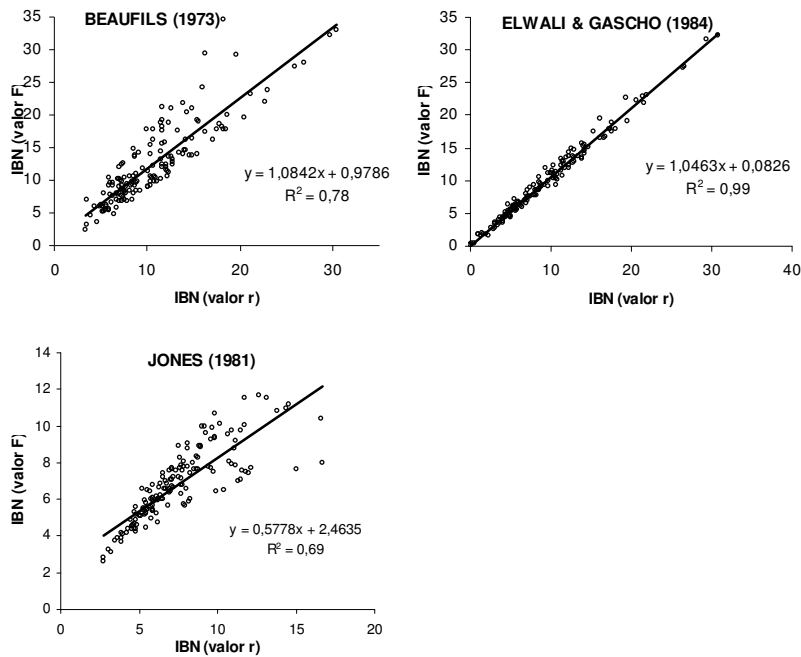 BEAUFILS (1973)
IBN (valor F)
35
30
25
20
15
10
5
0
y = 1,0842x + 0,9786
R² = 0,78
0 10 20 30
IBN (valor r)
ELWALI & GASCHO (1984)
IBN (valor F)
35
30
25
20
15
10
5
0
y = 1,0463x + 0,0826
R² = 0,99
0 10 20 30 40
IBN (valor r)
JONES (1981)
IBN (valor F)
14
12
10
8
6
4
2
0
y = 0,5778x + 2,4635
R² = 0,69
0 5 10 15 20
IBN (valor r)